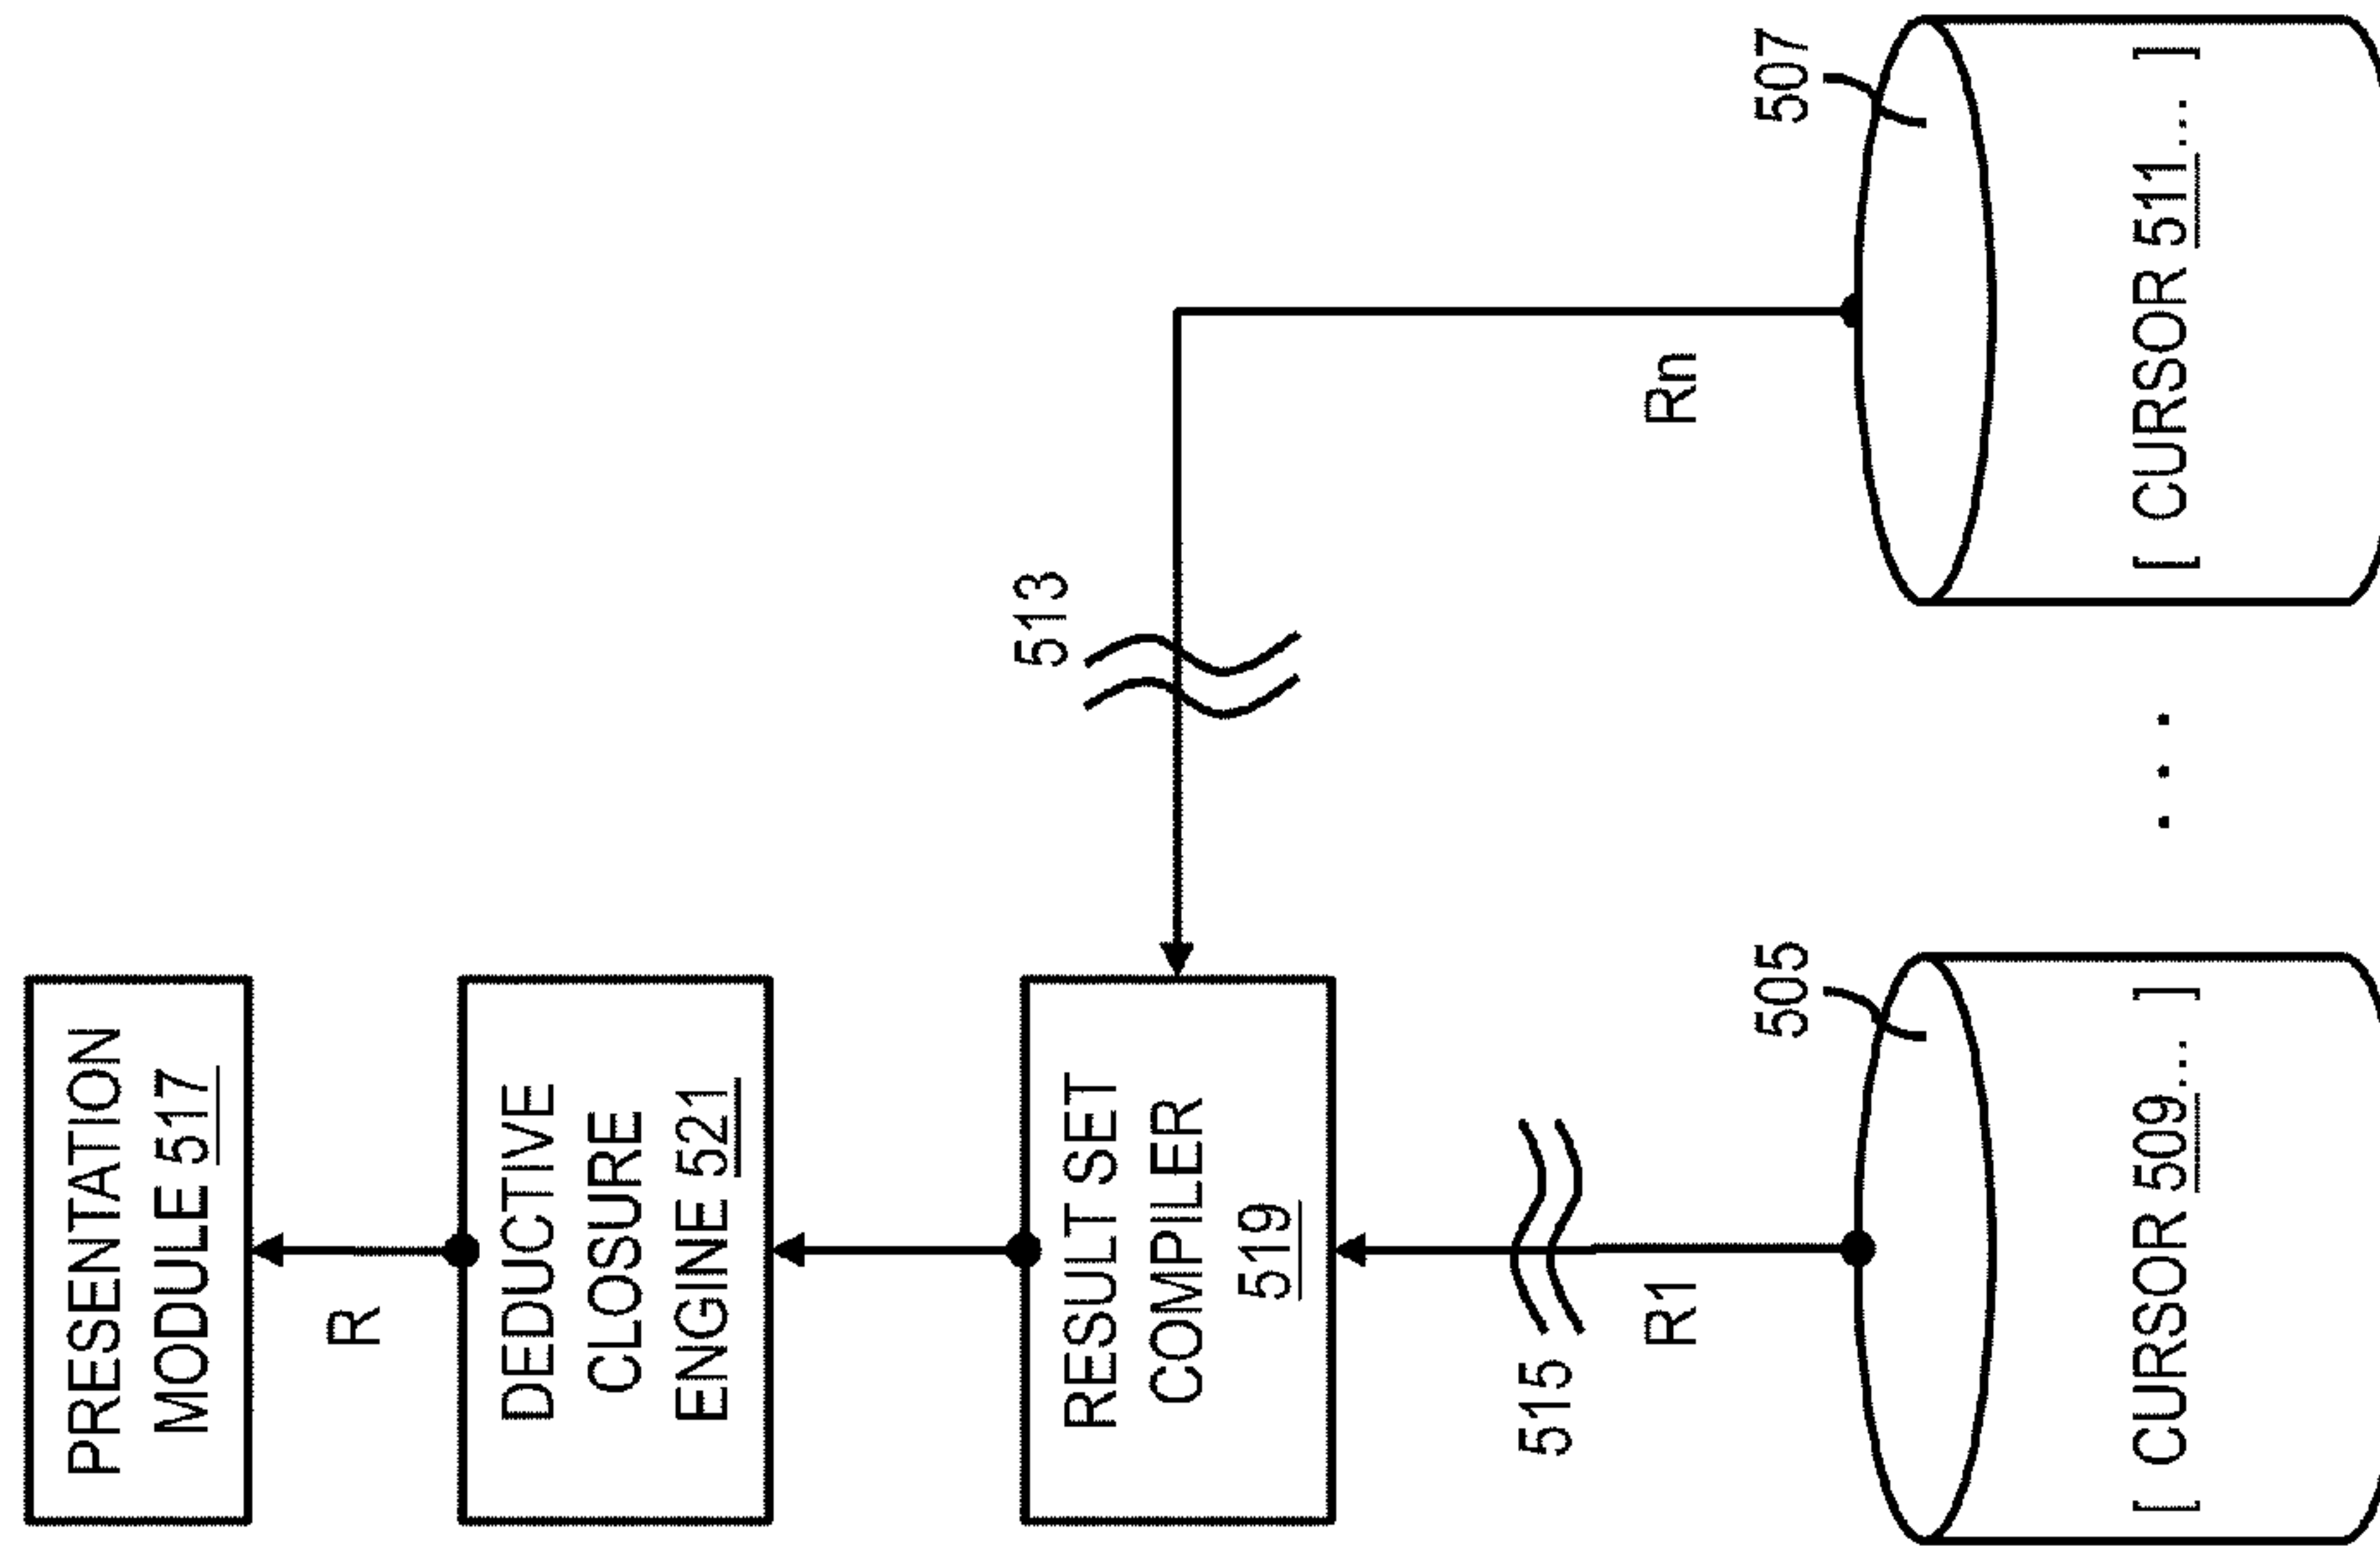 PRESENTATION
MODULE 517
R
DEDUCTIVE
CLOSURE
ENGINE 521
513
RESULT SET
COMPILER
519
515
R1
Rn
505
507
[ CURSOR 509... ]
. . .
[ CURSOR 511... ]